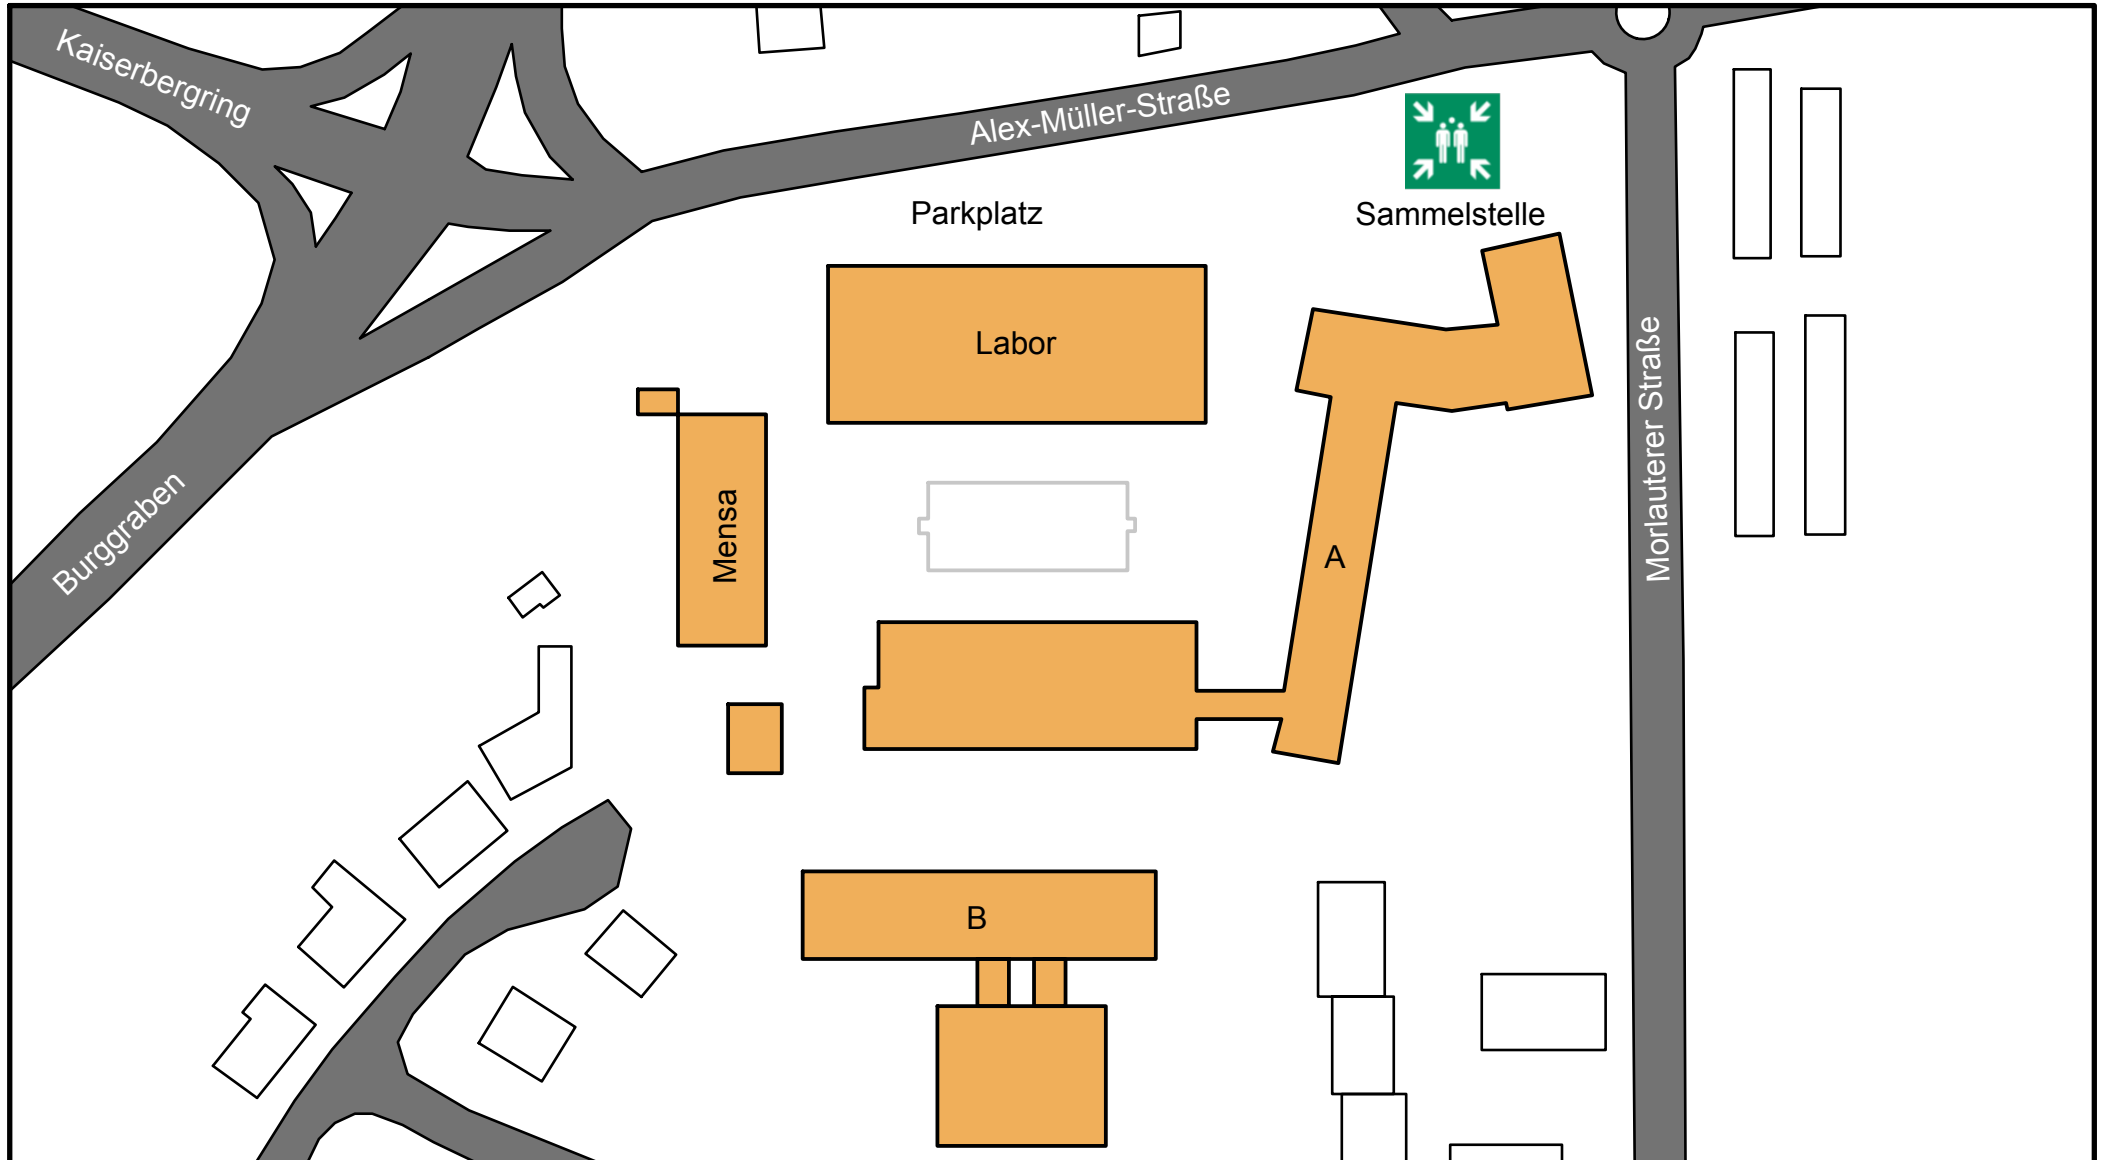 Kaiserbergring
Alex-Müller-Straße
Parkplatz
Sammelstelle
Labor
Mensa
Burggraben
A
Morlauterer Straße
B